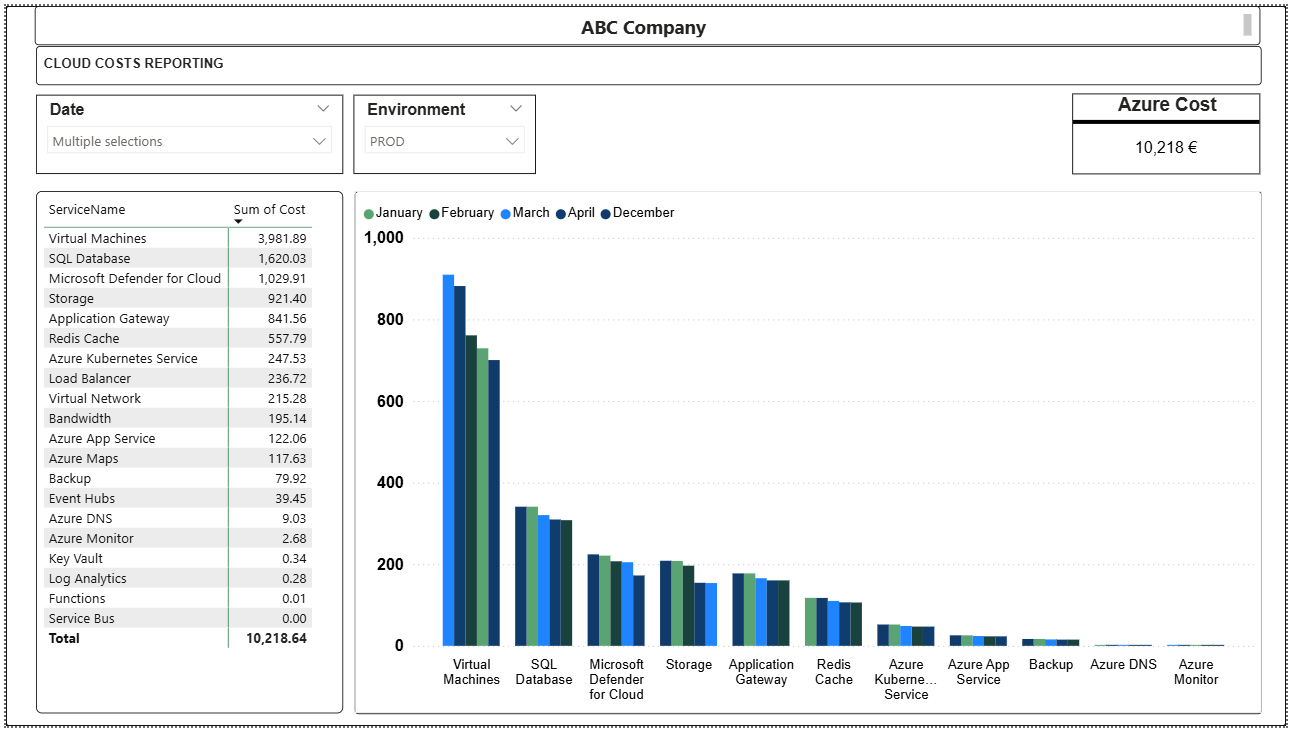 ABC Company
CLOUD COSTS REPORTING
Date
Multiple selections
Environment
PROD
Azure Cost
10,218 €
ServiceName Sum of Cost
Virtual Machines 3,981.89
SQL Database 1,620.03
Microsoft Defender for Cloud 1,029.91
Storage 921.40
Application Gateway 841.56
Redis Cache 557.79
Azure Kubernetes Service 247.53
Load Balancer 236.72
Virtual Network 215.28
Bandwidth 195.14
Azure App Service 122.06
Azure Maps 117.63
Backup 79.92
Event Hubs 39.45
Azure DNS 9.03
Azure Monitor 2.68
Key Vault 0.34
Log Analytics 0.28
Functions 0.01
Service Bus 0.00
Total 10,218.64
January February March April December
1,000
800
600
400
200
0
Virtual Machines
SQL Database
Microsoft Defender for Cloud
Storage
Application Gateway
Redis Cache
Azure Kuberne... Service
Azure App Service
Backup
Azure DNS
Azure Monitor